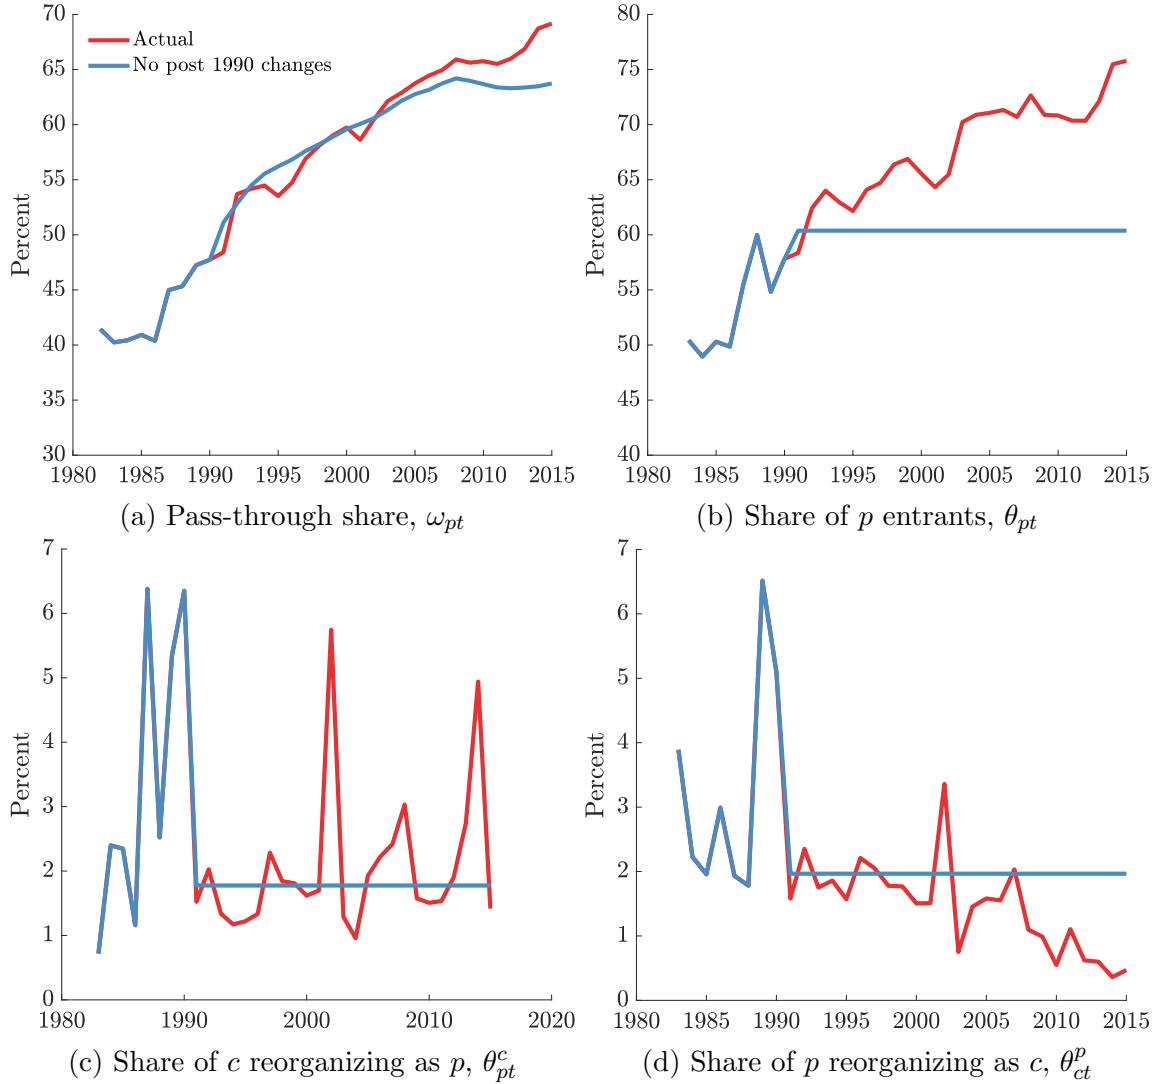 70
65
60
55
50
45
40
35
30
Percent
Actual
No post 1990 changes
1980 1985 1990 1995 2000 2005 2010 2015
(a) Pass-through share, ωpt
80
75
70
65
60
55
50
45
40
Percent
1980 1985 1990 1995 2000 2005 2010 2015
(b) Share of p entrants, θpt
7
6
5
4
3
2
1
0
Percent
1980 1990 2000 2010 2020
(c) Share of c reorganizing as p, θ^c_pt
7
6
5
4
3
2
1
0
Percent
1980 1985 1990 1995 2000 2005 2010 2015
(d) Share of p reorganizing as c, θ^p_ct